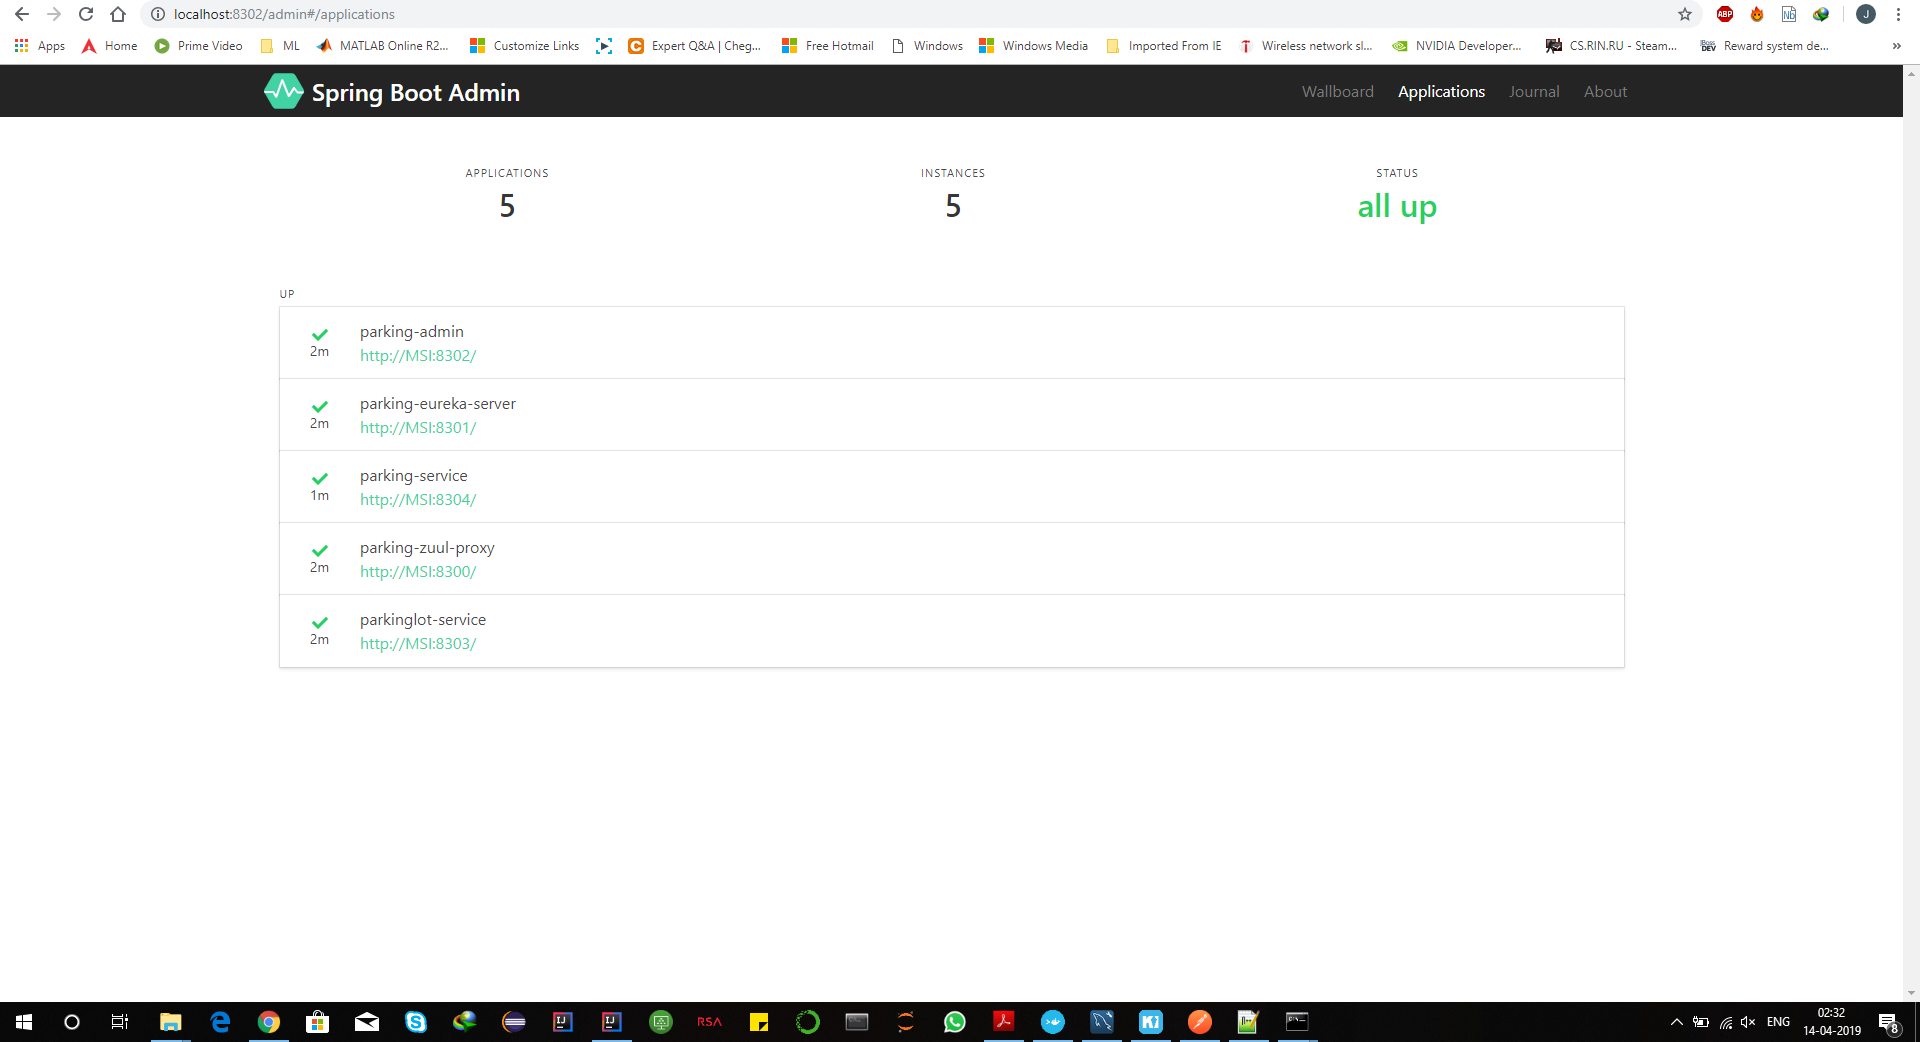 localhost:8302/admin#/applications
ABP
J
Apps
Home
Prime Video
ML
MATLAB Online R2...
Customize Links
Expert Q&A | Cheg...
Free Hotmail
Windows
Windows Media
Imported From IE
Wireless network sl...
NVIDIA Developer...
CS.RIN.RU - Steam...
Reward system de...
»
Spring Boot Admin
Wallboard
Applications
Journal
About
APPLICATIONS
5
INSTANCES
5
STATUS
all up
UP
parking-admin
2m
http://MSI:8302/
parking-eureka-server
2m
http://MSI:8301/
parking-service
1m
http://MSI:8304/
parking-zuul-proxy
2m
http://MSI:8300/
parkinglot-service
2m
http://MSI:8303/
IJ
IJ
RSA
ENG
02:32
14-04-2019
8